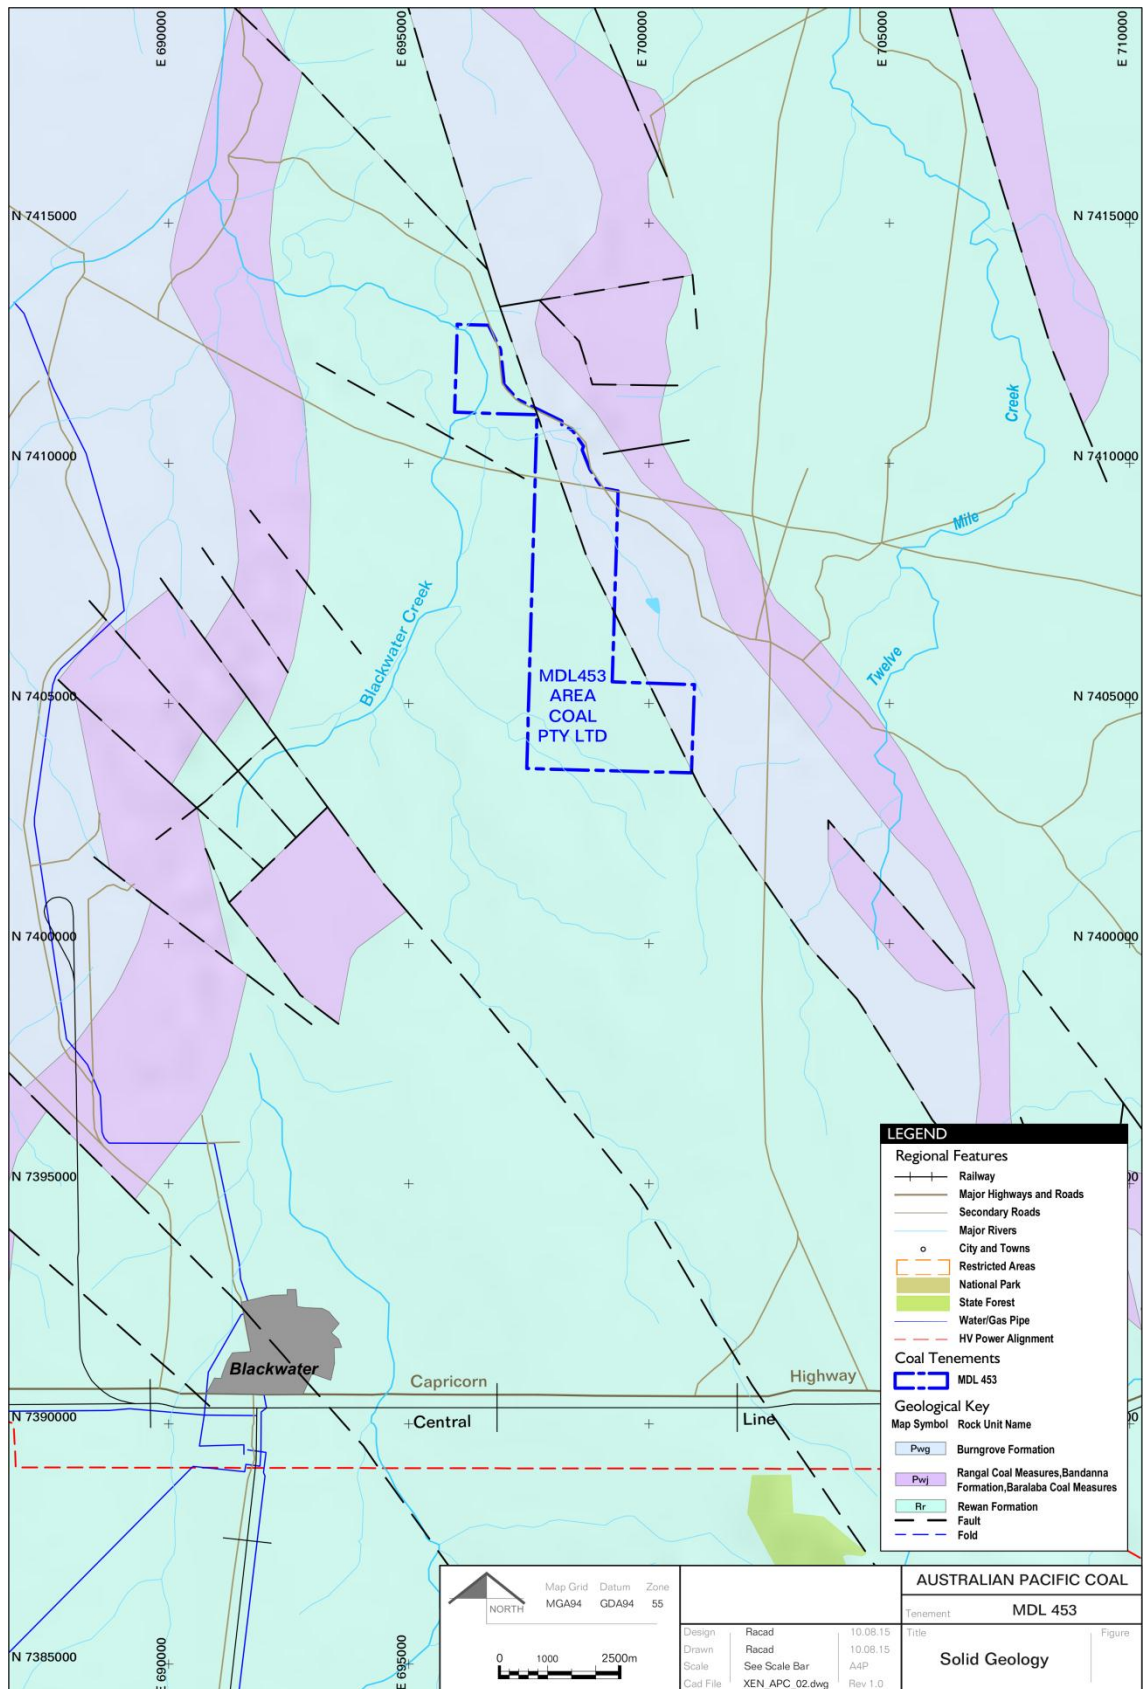 E 690000
E 695000
E 700000
E 705000
E 710000
N 7415000
N 7415000
Creek
N 7410000
N 7410000
Mile
Blackwater Creek
Twelve
MDL453
AREA
COAL
PTY LTD
N 7405000
N 7405000
N 7400000
N 7400000
N 7395000
Blackwater
Capricorn
Highway
Central
Line
N 7390000
N 7385000
E 690000
E 695000
LEGEND
Regional Features
Railway
Major Highways and Roads
Secondary Roads
Major Rivers
City and Towns
Restricted Areas
National Park
State Forest
Water/Gas Pipe
HV Power Alignment
Coal Tenements
MDL 453
Geological Key
Map Symbol Rock Unit Name
Pwg Burngrove Formation
Pwj Rangal Coal Measures,Bandanna
Formation,Baralaba Coal Measures
Rr Rewan Formation
Fault
Fold
NORTH
Map Grid Datum Zone
MGA94 GDA94 55
0 1000 2500m
Design Racad 10.08.15
Drawn Racad 10.08.15
Scale See Scale Bar A4P
Cad File XEN_APC_02.dwg Rev 1.0
AUSTRALIAN PACIFIC COAL
Tenement MDL 453
Title Figure
Solid Geology